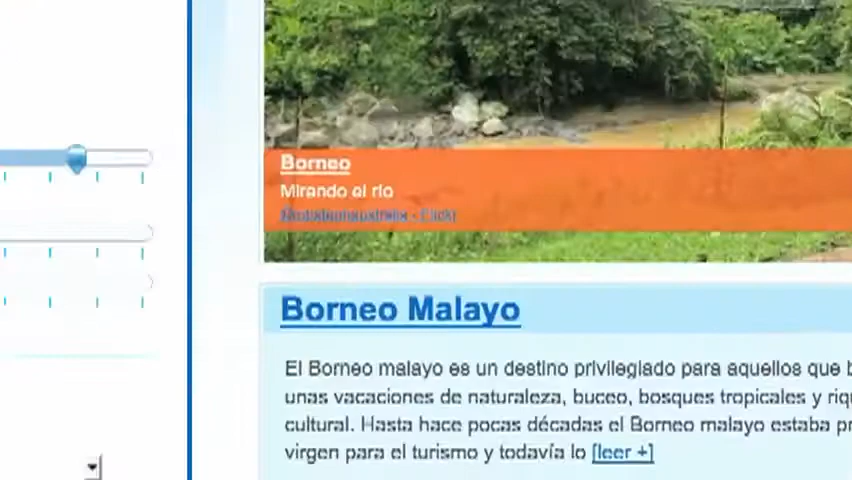 Borneo
Mirando el río
- Flickr
Borneo Malayo
El Borneo malayo es un destino privilegiado para aquellos que
unas vacaciones de naturaleza, buceo, bosques tropicales y
cultural. Hasta hace pocas décadas el Borneo malayo estaba
virgen para el turismo y todavía lo [leer +]